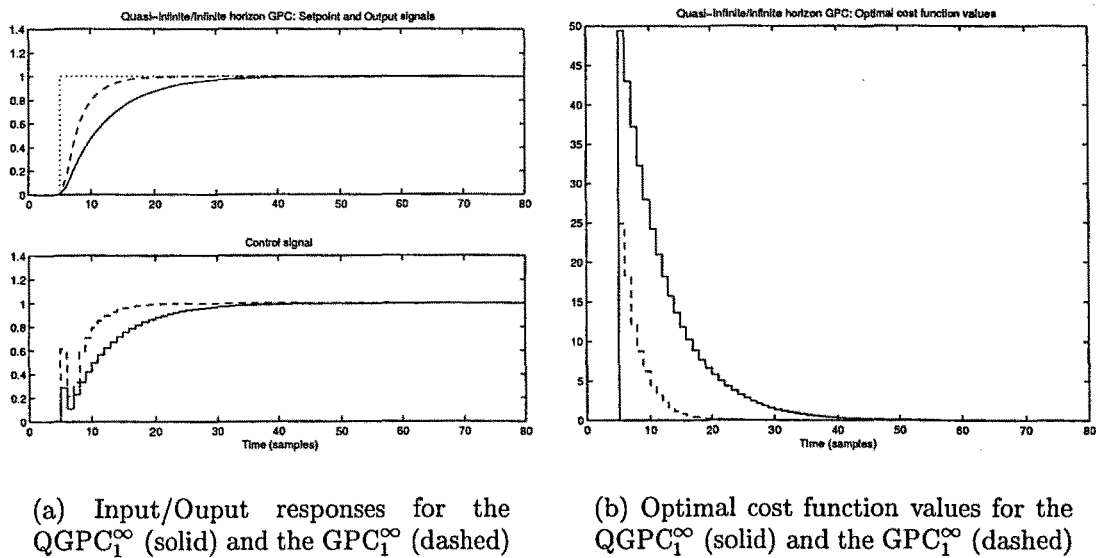 Quasi-infinite/infinite horizon GPC: Setpoint and Output signals
1.4
1.2
1
0.8
0.6
0.4
0.2
0
0 10 20 30 40 50 60 70 80
Control signal
1.4
1.2
1
0.8
0.6
0.4
0.2
0
0 10 20 30 40 50 60 70 80
Time (samples)
(a) Input/Ouput responses for the
QGPC₁^∞ (solid) and the GPC₁^∞ (dashed)
Quasi-infinite/infinite horizon GPC: Optimal cost function values
50
45
40
35
30
25
20
15
10
5
0
0 10 20 30 40 50 60 70 80
Time (samples)
(b) Optimal cost function values for the
QGPC₁^∞ (solid) and the GPC₁^∞ (dashed)